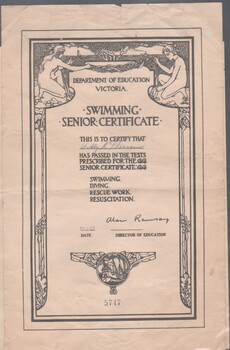 DEPARTMENT OF EDUCATION
VICTORIA.
·SWIMMING·
SENIOR·CERTIFICATE·
THIS IS TO CERTIFY THAT
HAS PASSED IN THE TESTS
PRESCRIBED FOR THE
SENIOR CERTIFICATE
SWIMMING.
DIVING.
RESCUE WORK.
RESUSCITATION.
Alan Ramsay
DATE DIRECTOR OF EDUCATION
5747